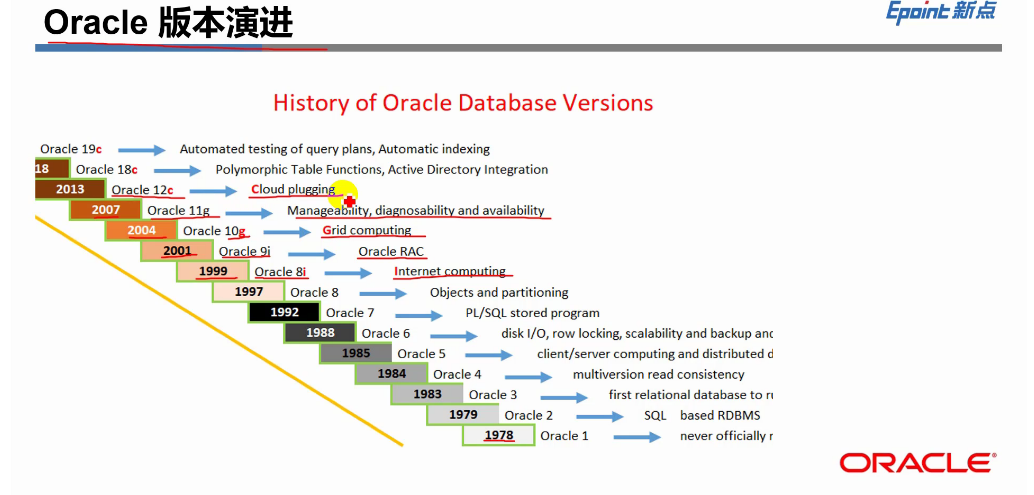 Oracle 版本演进
Epoint 新点
History of Oracle Database Versions
Oracle 19c Automated testing of query plans, Automatic indexing
18 Oracle 18c Polymorphic Table Functions, Active Directory Integration
2013 Oracle 12c Cloud plugging
2007 Oracle 11g Manageability, diagnosability and availability
2004 Oracle 10g Grid computing
2001 Oracle 9i Oracle RAC
1999 Oracle 8i Internet computing
1997 Oracle 8 Objects and partitioning
1992 Oracle 7 PL/SQL stored program
1988 Oracle 6 disk I/O, row locking, scalability and backup and
1985 Oracle 5 client/server computing and distributed d
1984 Oracle 4 multiversion read consistency
1983 Oracle 3 first relational database to ru
1979 Oracle 2 SQL based RDBMS
1978 Oracle 1 never officially r
ORACLE®